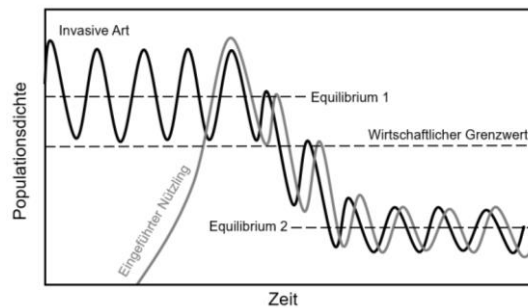 Invasive Art
Equilibrium 1
Wirtschaftlicher Grenzwert
Populationsdichte
Eingeführter Nützling
Equilibrium 2
Zeit